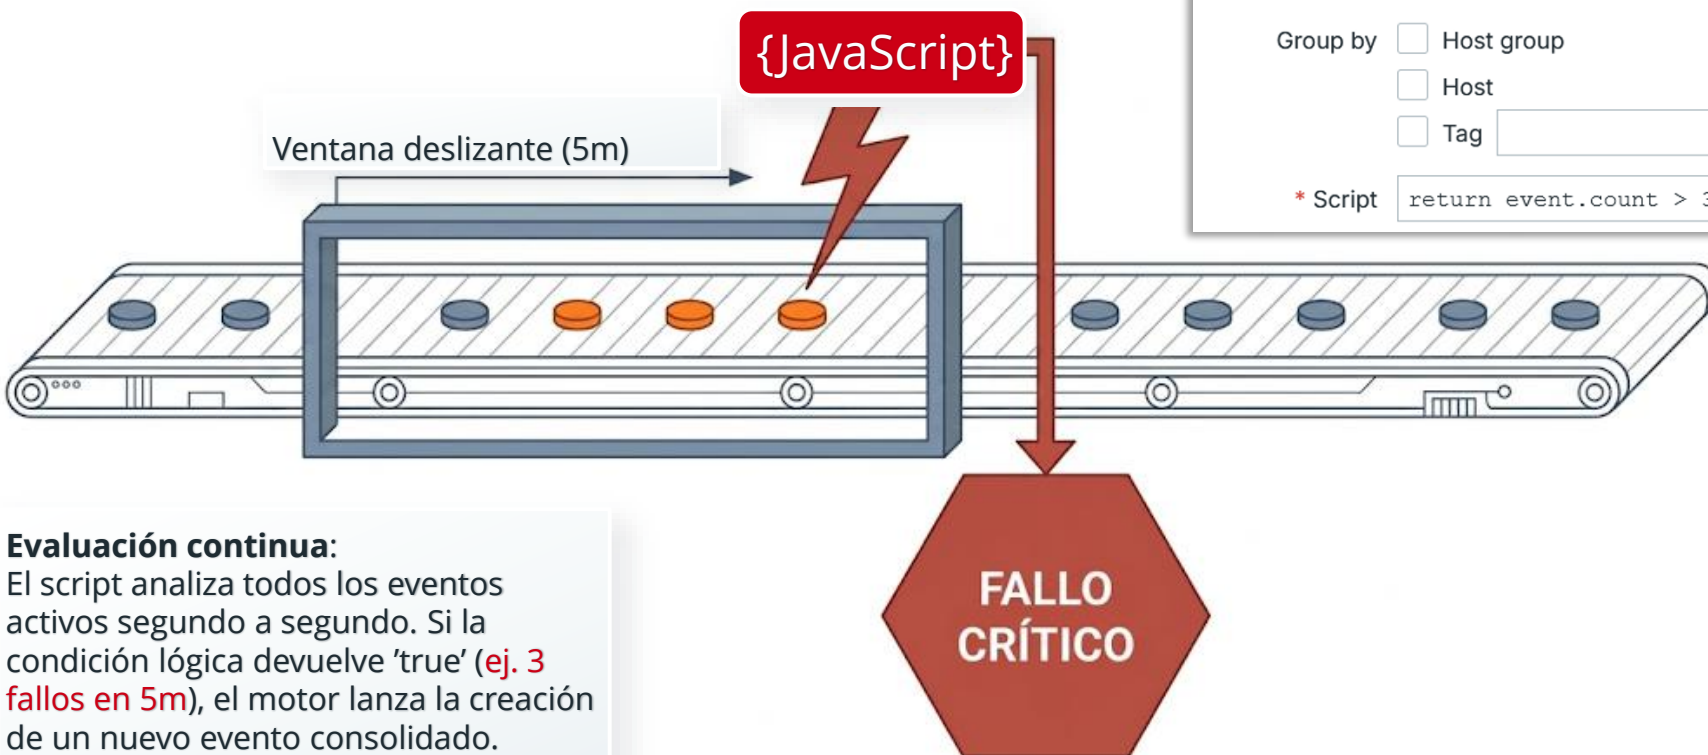 {JavaScript}
Group by
Host group
Host
Tag
* Script
return event.count > 3
Ventana deslizante (5m)
Evaluación continua:
El script analiza todos los eventos
activos segundo a segundo. Si la
condición lógica devuelve ’true’ (ej. 3
fallos en 5m), el motor lanza la creación
de un nuevo evento consolidado.
FALLO
CRÍTICO